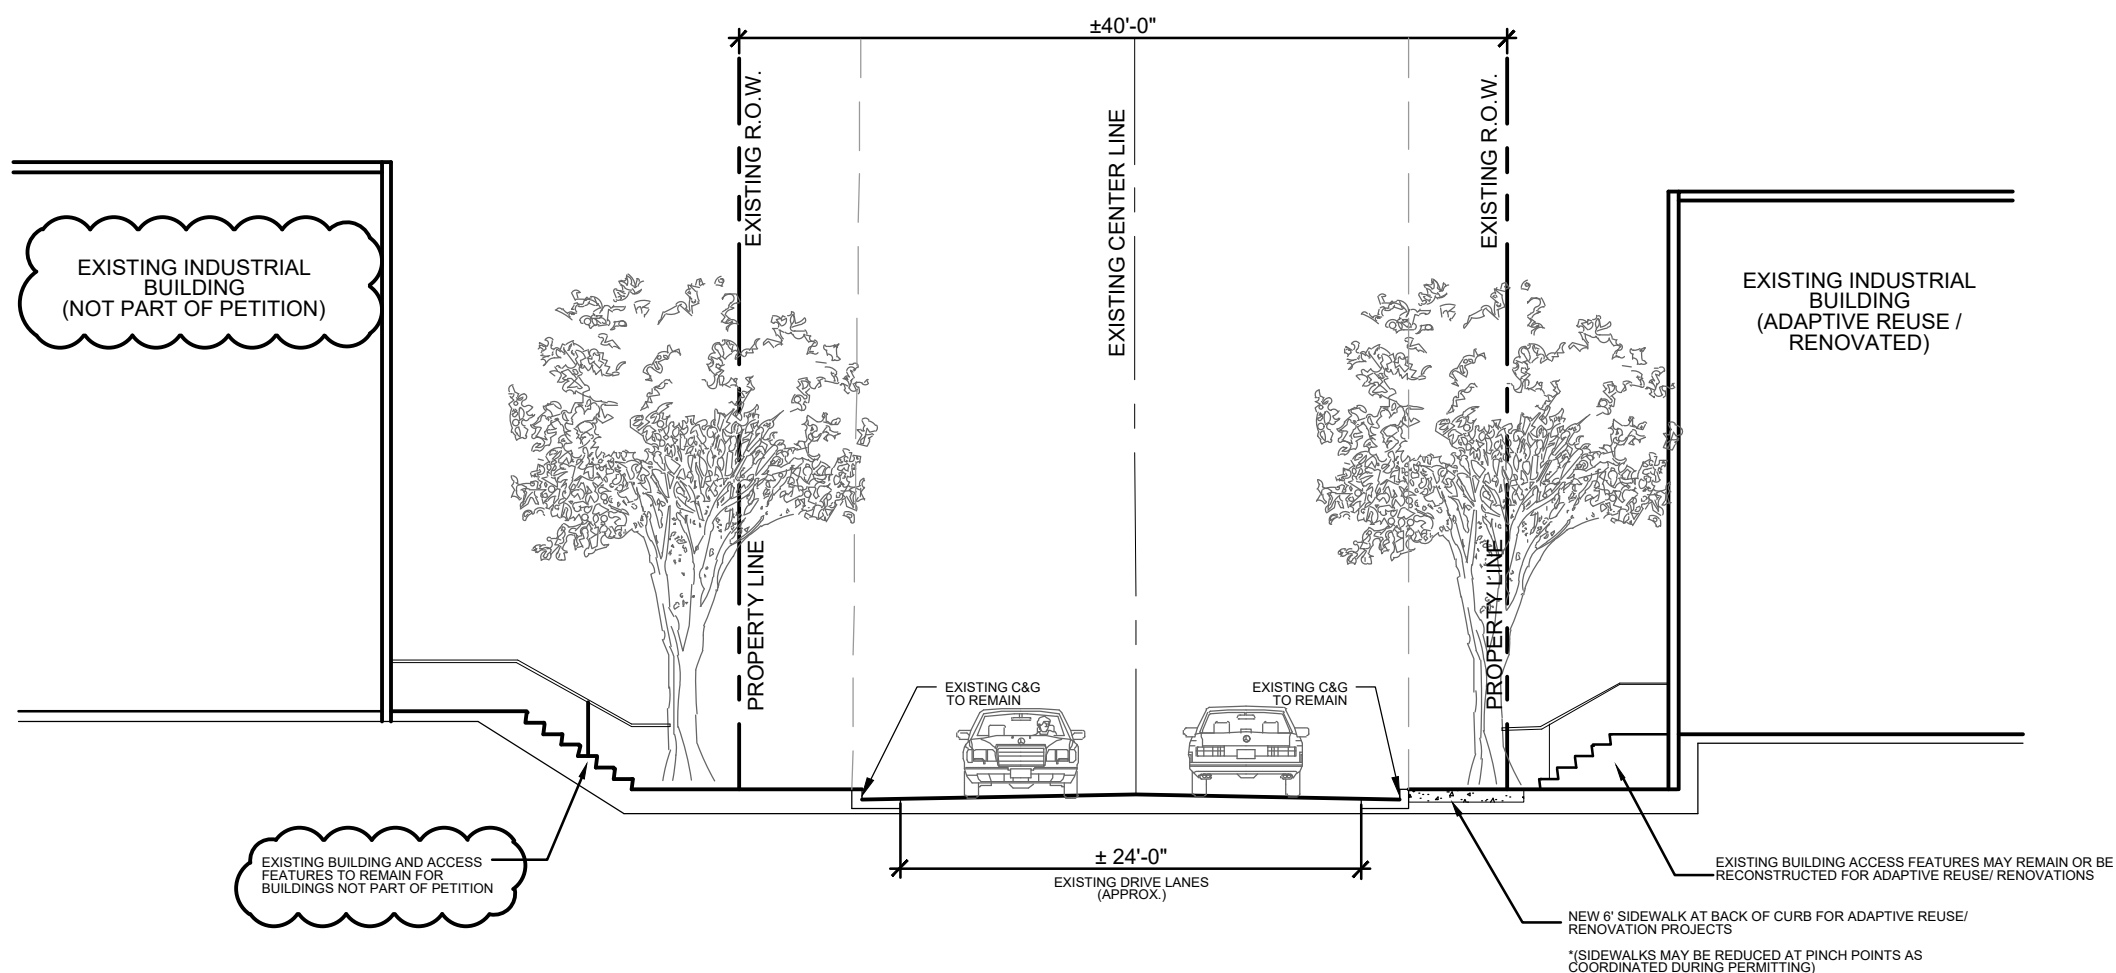 ±40'-0"
EXISTING R.O.W.
EXISTING CENTER LINE
EXISTING R.O.W.
EXISTING INDUSTRIAL
BUILDING
(NOT PART OF PETITION)
EXISTING INDUSTRIAL
BUILDING
(ADAPTIVE REUSE /
RENOVATED)
PROPERTY LINE
PROPERTY LINE
EXISTING C&G
TO REMAIN
EXISTING C&G
TO REMAIN
EXISTING BUILDING AND ACCESS
FEATURES TO REMAIN FOR
BUILDINGS NOT PART OF PETITION
± 24'-0"
EXISTING DRIVE LANES
(APPROX.)
EXISTING BUILDING ACCESS FEATURES MAY REMAIN OR BE
RECONSTRUCTED FOR ADAPTIVE REUSE/ RENOVATIONS
NEW 6' SIDEWALK AT BACK OF CURB FOR ADAPTIVE REUSE/
RENOVATION PROJECTS
*(SIDEWALKS MAY BE REDUCED AT PINCH POINTS AS
COORDINATED DURING PERMITTING)